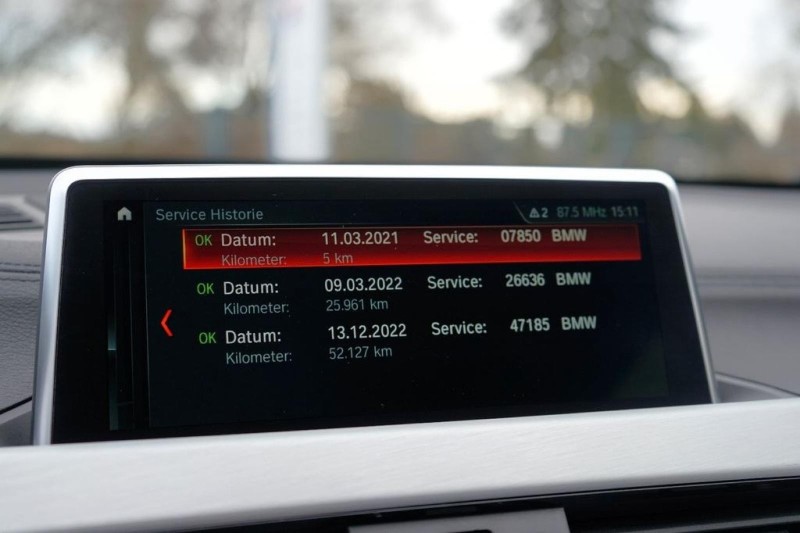 Service Historie ⚠2 87.5 MHz 15:11
OK Datum: 11.03.2021 Service: 07850 BMW
Kilometer: 5 km
OK Datum: 09.03.2022 Service: 26636 BMW
Kilometer: 25.961 km
OK Datum: 13.12.2022 Service: 47185 BMW
Kilometer: 52.127 km